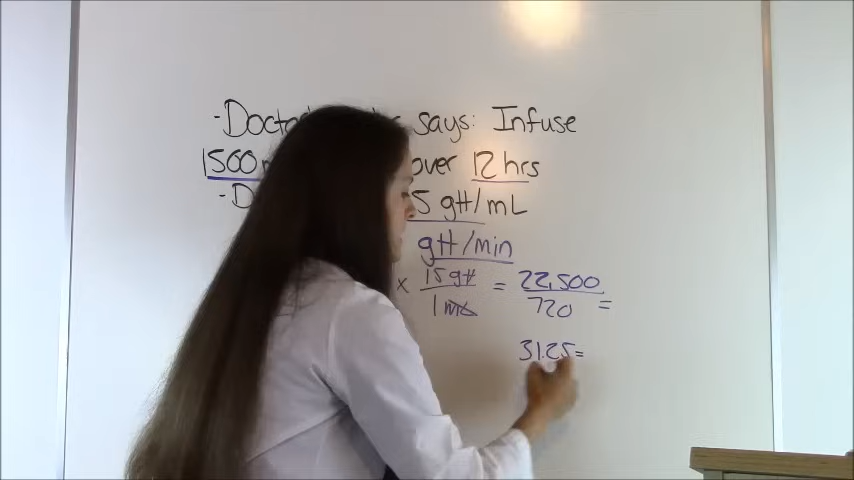 - Doctor says: Infuse
1500 over 12 hrs
- 5 gtt/mL
gtt/min
x 15 gtt = 22,500
1 mL 720 =
31.25 =